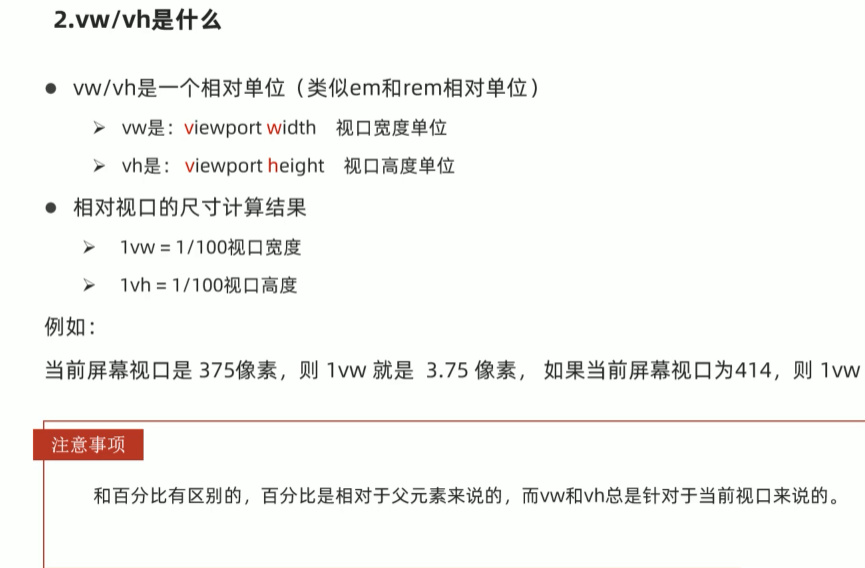 2.vw/vh是什么
vw/vh是一个相对单位（类似em和rem相对单位）
vw是：viewport width 视口宽度单位
vh是： viewport height 视口高度单位
相对视口的尺寸计算结果
1vw = 1/100视口宽度
1vh = 1/100视口高度
例如：
当前屏幕视口是 375像素，则 1vw 就是 3.75 像素， 如果当前屏幕视口为414，则 1vw
注意事项
和百分比有区别的，百分比是相对于父元素来说的，而vw和vh总是针对于当前视口来说的。